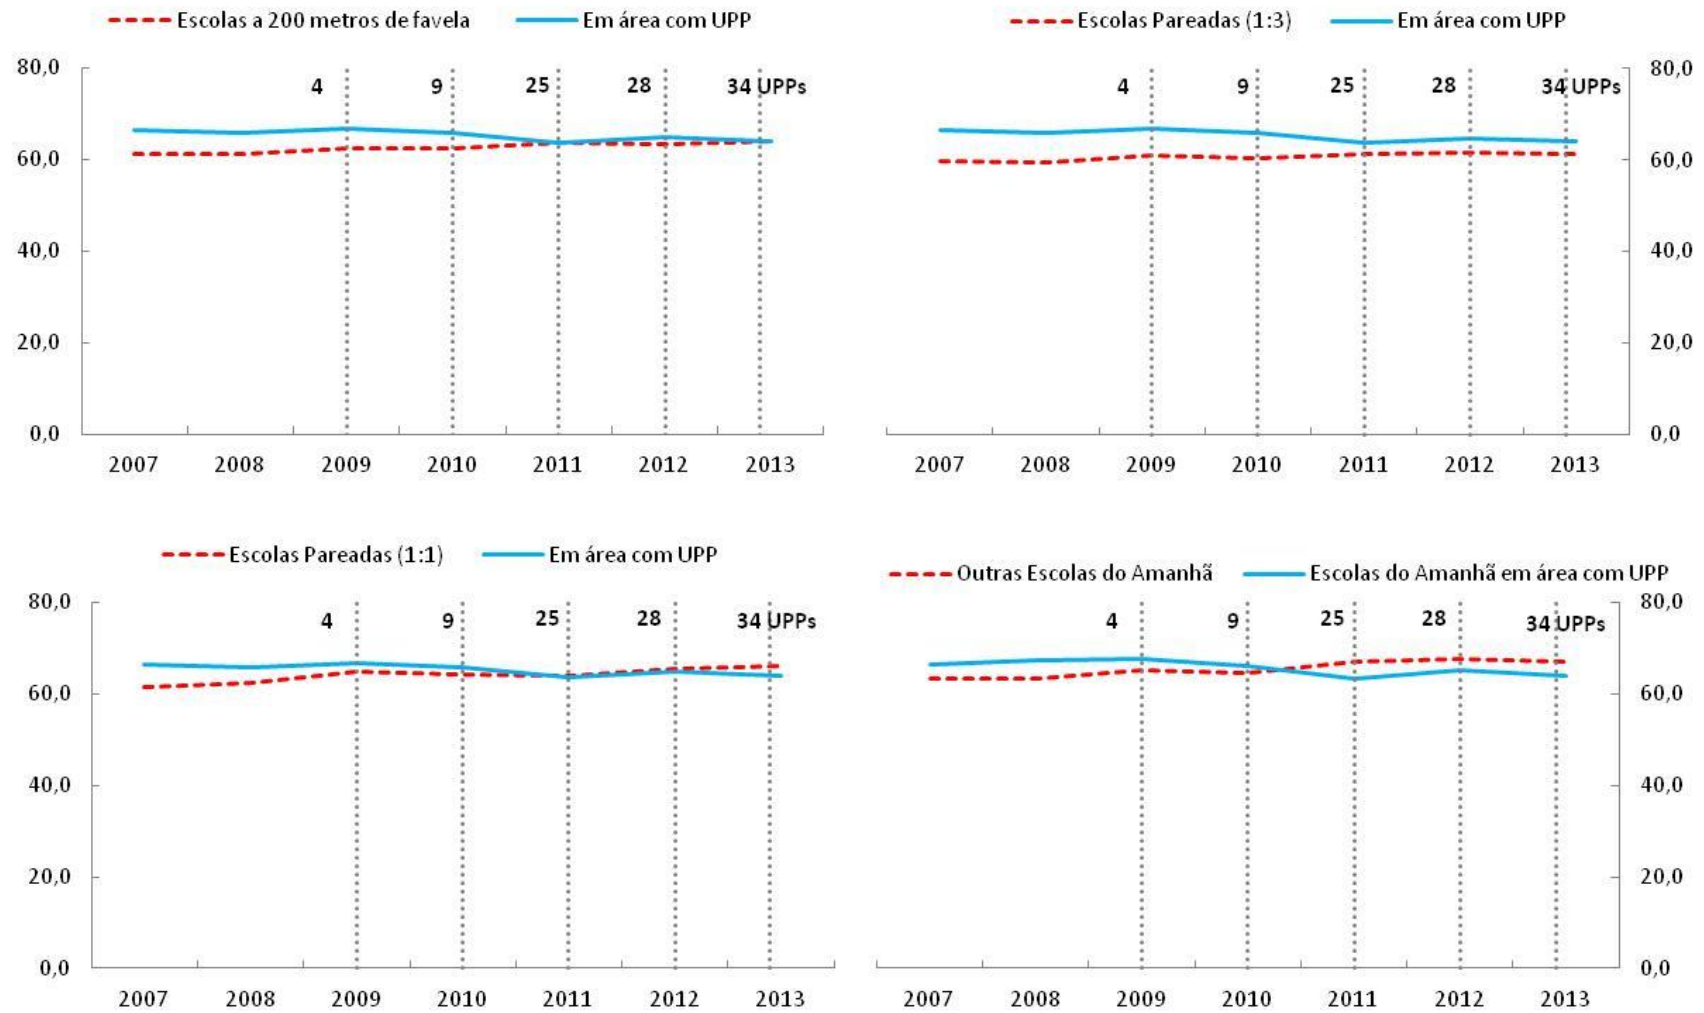 Escolas a 200 metros de favela Em área com UPP
80,0
4 9 25 28 34 UPPs
60,0
40,0
20,0
0,0
2007 2008 2009 2010 2011 2012 2013
Escolas Pareadas (1:3) Em área com UPP
80,0
4 9 25 28 34 UPPs
60,0
40,0
20,0
0,0
2007 2008 2009 2010 2011 2012 2013
Escolas Pareadas (1:1) Em área com UPP
80,0
4 9 25 28 34 UPPs
60,0
40,0
20,0
0,0
2007 2008 2009 2010 2011 2012 2013
Outras Escolas do Amanhã Escolas do Amanhã em área com UPP
80,0
4 9 25 28 34 UPPs
60,0
40,0
20,0
0,0
2007 2008 2009 2010 2011 2012 2013